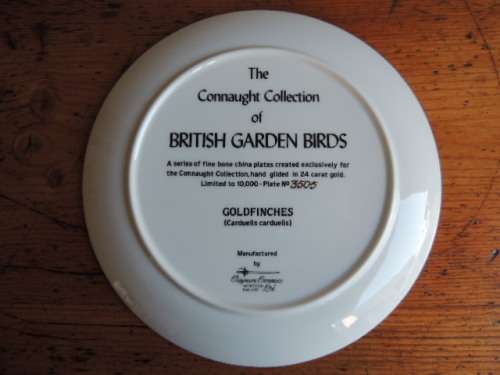 The
Connaught Collection
of
BRITISH GARDEN BIRDS
A series of fine bone china plates created exclusively for
the Connaught Collection, hand gilded in 24 carat gold.
Limited to 10,000 - Plate No 3505
GOLDFINCHES
(Carduelis carduelis)
Manufactured
by
Ltd.